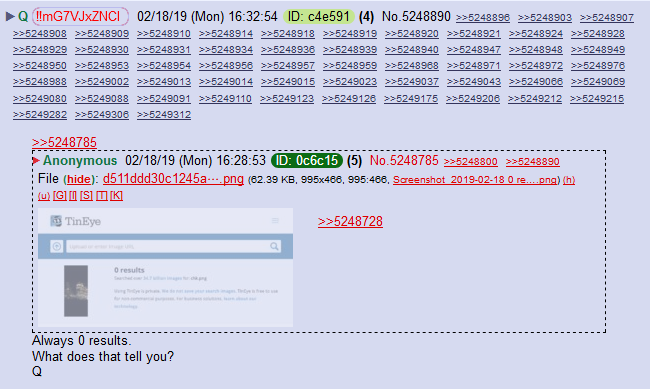 Q !!mG7VJxZNCI 02/18/19 (Mon) 16:32:54 ID: c4e591 (4) No.5248890 >>5248896 >>5248903 >>5248907
>>5248908 >>5248909 >>5248910 >>5248914 >>5248918 >>5248919 >>5248920 >>5248921 >>5248924 >>5248928
>>5248929 >>5248930 >>5248931 >>5248934 >>5248936 >>5248939 >>5248940 >>5248947 >>5248948 >>5248949
>>5248950 >>5248953 >>5248954 >>5248956 >>5248957 >>5248959 >>5248968 >>5248971 >>5248972 >>5248976
>>5248988 >>5249002 >>5249013 >>5249014 >>5249015 >>5249023 >>5249037 >>5249043 >>5249066 >>5249069
>>5249080 >>5249088 >>5249091 >>5249110 >>5249123 >>5249126 >>5249175 >>5249206 >>5249212 >>5249215
>>5249282 >>5249306 >>5249312
>>5248785
Anonymous 02/18/19 (Mon) 16:28:53 ID: 0c6c15 (5) No.5248785 >>5248800 >>5248890
File (hide): d511ddd30c1245a⋯.png (62.39 KB, 995x466, 995:466, Screenshot_2019-02-18 0 re....png) (h)
(u) [G] [I] [S] [T] [K]
>>5248728
TinEye
Upload or enter image URL
0 results
Always 0 results.
What does that tell you?
Q